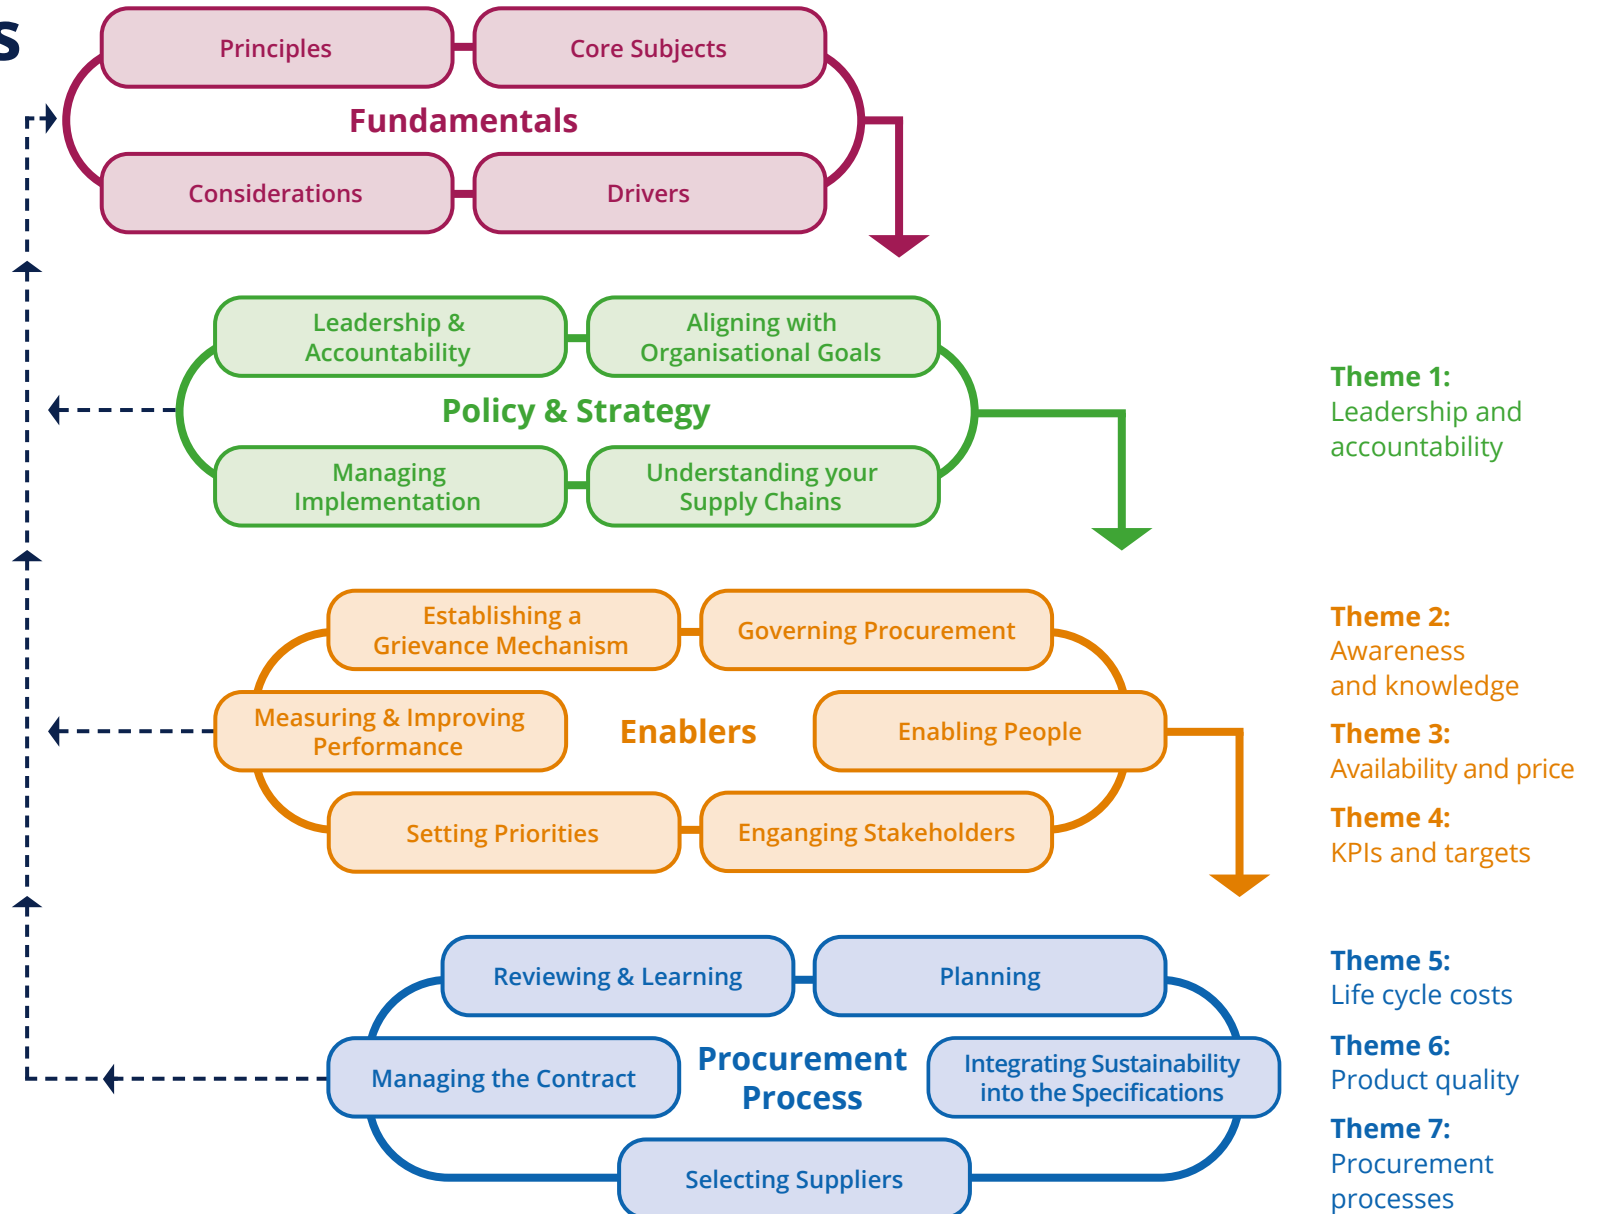 s
Principles
Core Subjects
Fundamentals
Considerations
Drivers
Leadership &
Accountability
Aligning with
Organisational Goals
Policy & Strategy
Managing
Implementation
Understanding your
Supply Chains
Theme 1:
Leadership and
accountability
Establishing a
Grievance Mechanism
Governing Procurement
Measuring & Improving
Performance
Enablers
Enabling People
Setting Priorities
Enganging Stakeholders
Theme 2:
Awareness
and knowledge
Theme 3:
Availability and price
Theme 4:
KPIs and targets
Reviewing & Learning
Planning
Managing the Contract
Procurement
Process
Integrating Sustainability
into the Specifications
Selecting Suppliers
Theme 5:
Life cycle costs
Theme 6:
Product quality
Theme 7:
Procurement
processes